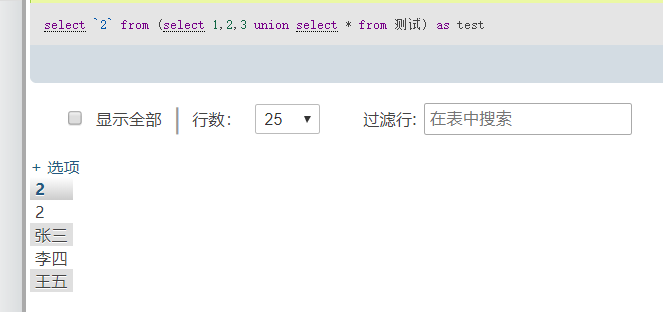 select `2` from (select 1,2,3 union select * from 测试) as test
显示全部 行数: 25 过滤行: 在表中搜索
+ 选项
2
2
张三
李四
王五